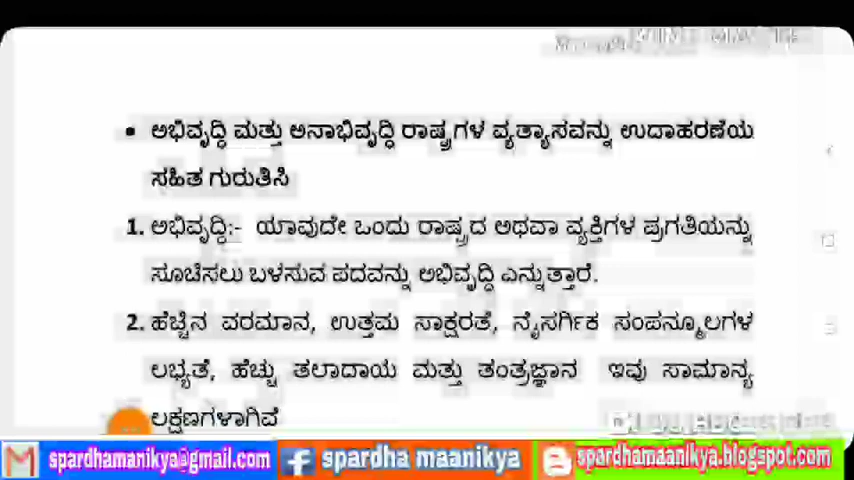 • ಅಭಿವೃದ್ಧಿ ಮತ್ತು ಅನಾಭಿವೃದ್ಧಿ ರಾಷ್ಟ್ರಗಳ ವ್ಯತ್ಯಾಸವನ್ನು ಉದಾಹರಣೆಯ
ಸಹಿತ ಗುರುತಿಸಿ
1. ಅಭಿವೃದ್ಧಿ:- ಯಾವುದೇ ಒಂದು ರಾಷ್ಟ್ರದ ಅಥವಾ ವ್ಯಕ್ತಿಗಳ ಪ್ರಗತಿಯನ್ನು
ಸೂಚಿಸಲು ಬಳಸುವ ಪದವನ್ನು ಅಭಿವೃದ್ಧಿ ಎನ್ನುತ್ತಾರೆ.
2. ಹೆಚ್ಚಿನ ವರಮಾನ, ಉತ್ತಮ ಸಾಕ್ಷರತೆ, ನೈಸರ್ಗಿಕ ಸಂಪನ್ಮೂಲಗಳ
ಲಭ್ಯತೆ, ಹೆಚ್ಚು ತಲಾದಾಯ ಮತ್ತು ತಂತ್ರಜ್ಞಾನ ಇವು ಸಾಮಾನ್ಯ
ಲಕ್ಷಣಗಳಾಗಿವೆ
spardhamanikya@gmail.com spardha maanikya spardhamaanikya.blogspot.com